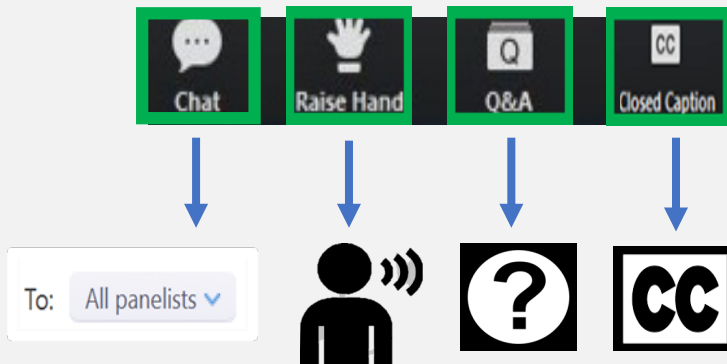 Q
CC
Chat
Raise Hand
Q&A
Closed Caption
To: All panelists
?
CC